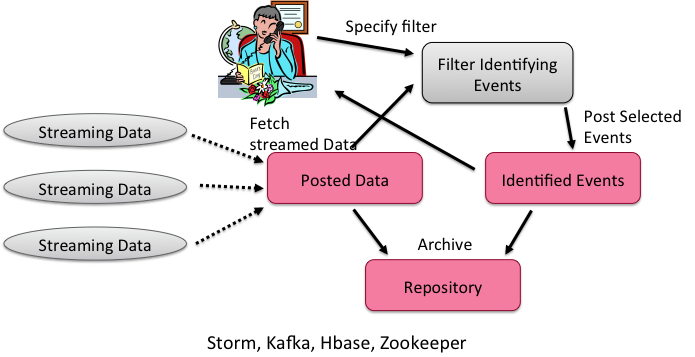 Specify filter
Filter Identifying
Events
Fetch
streamed Data
Post Selected
Events
Streaming Data
Streaming Data
Streaming Data
Posted Data
Identified Events
Archive
Repository
Storm, Kafka, Hbase, Zookeeper